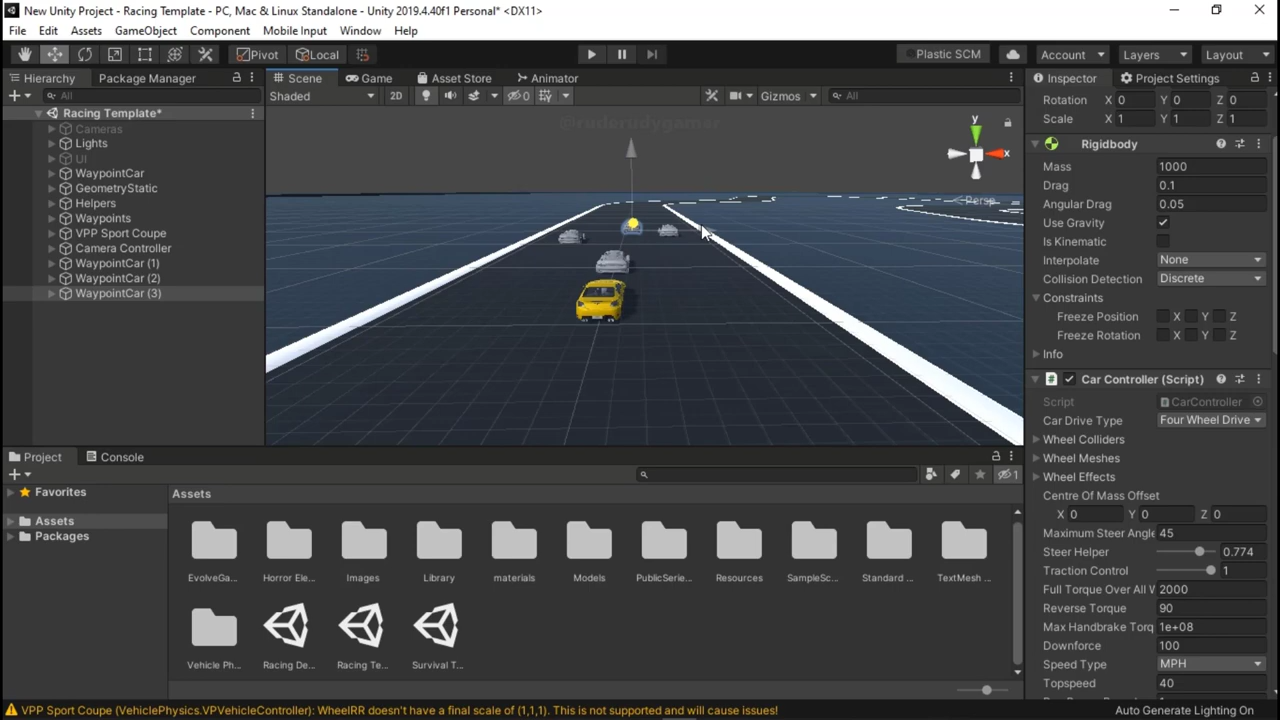 New Unity Project - Racing Template - PC, Mac & Linux Standalone - Unity 2019.4.40f1 Personal* <DX11>
File Edit Assets GameObject Component Mobile Input Window Help
Pivot Local Plastic SCM Account Layers Layout
Hierarchy Package Manager Scene Game Asset Store Animator Inspector Project Settings
All Shaded 2D 0 Gizmos All
Racing Template*
Cameras
Lights
UI
WaypointCar
GeometryStatic
Helpers
Waypoints
VPP Sport Coupe
Camera Controller
WaypointCar (1)
WaypointCar (2)
WaypointCar (3)
@ruderudygamer
y
x
Persp
Rotation X 0 Y 0 Z 0
Scale X 1 Y 1 Z 1
Rigidbody
Mass 1000
Drag 0.1
Angular Drag 0.05
Use Gravity
Is Kinematic
Interpolate None
Collision Detection Discrete
Constraints
Freeze Position X Y Z
Freeze Rotation X Y Z
Info
Car Controller (Script)
Script CarController
Car Drive Type Four Wheel Drive
Wheel Colliders
Wheel Meshes
Wheel Effects
Centre Of Mass Offset
X 0 Y 0 Z 0
Maximum Steer Angle 45
Steer Helper 0.774
Traction Control 1
Full Torque Over All W 2000
Reverse Torque 90
Max Handbrake Torq 1e+08
Downforce 100
Speed Type MPH
Topspeed 40
Project Console
1
Favorites
Assets
Packages
Assets
EvolveGa... Horror Ele... Images Library materials Models PublicSerie... Resources SampleSc... Standard ... TextMesh ...
Vehicle Ph... Racing De... Racing Te... Survival T...
VPP Sport Coupe (VehiclePhysics.VPVehicleController): WheelRR doesn't have a final scale of (1,1,1). This is not supported and will cause issues!
Auto Generate Lighting On